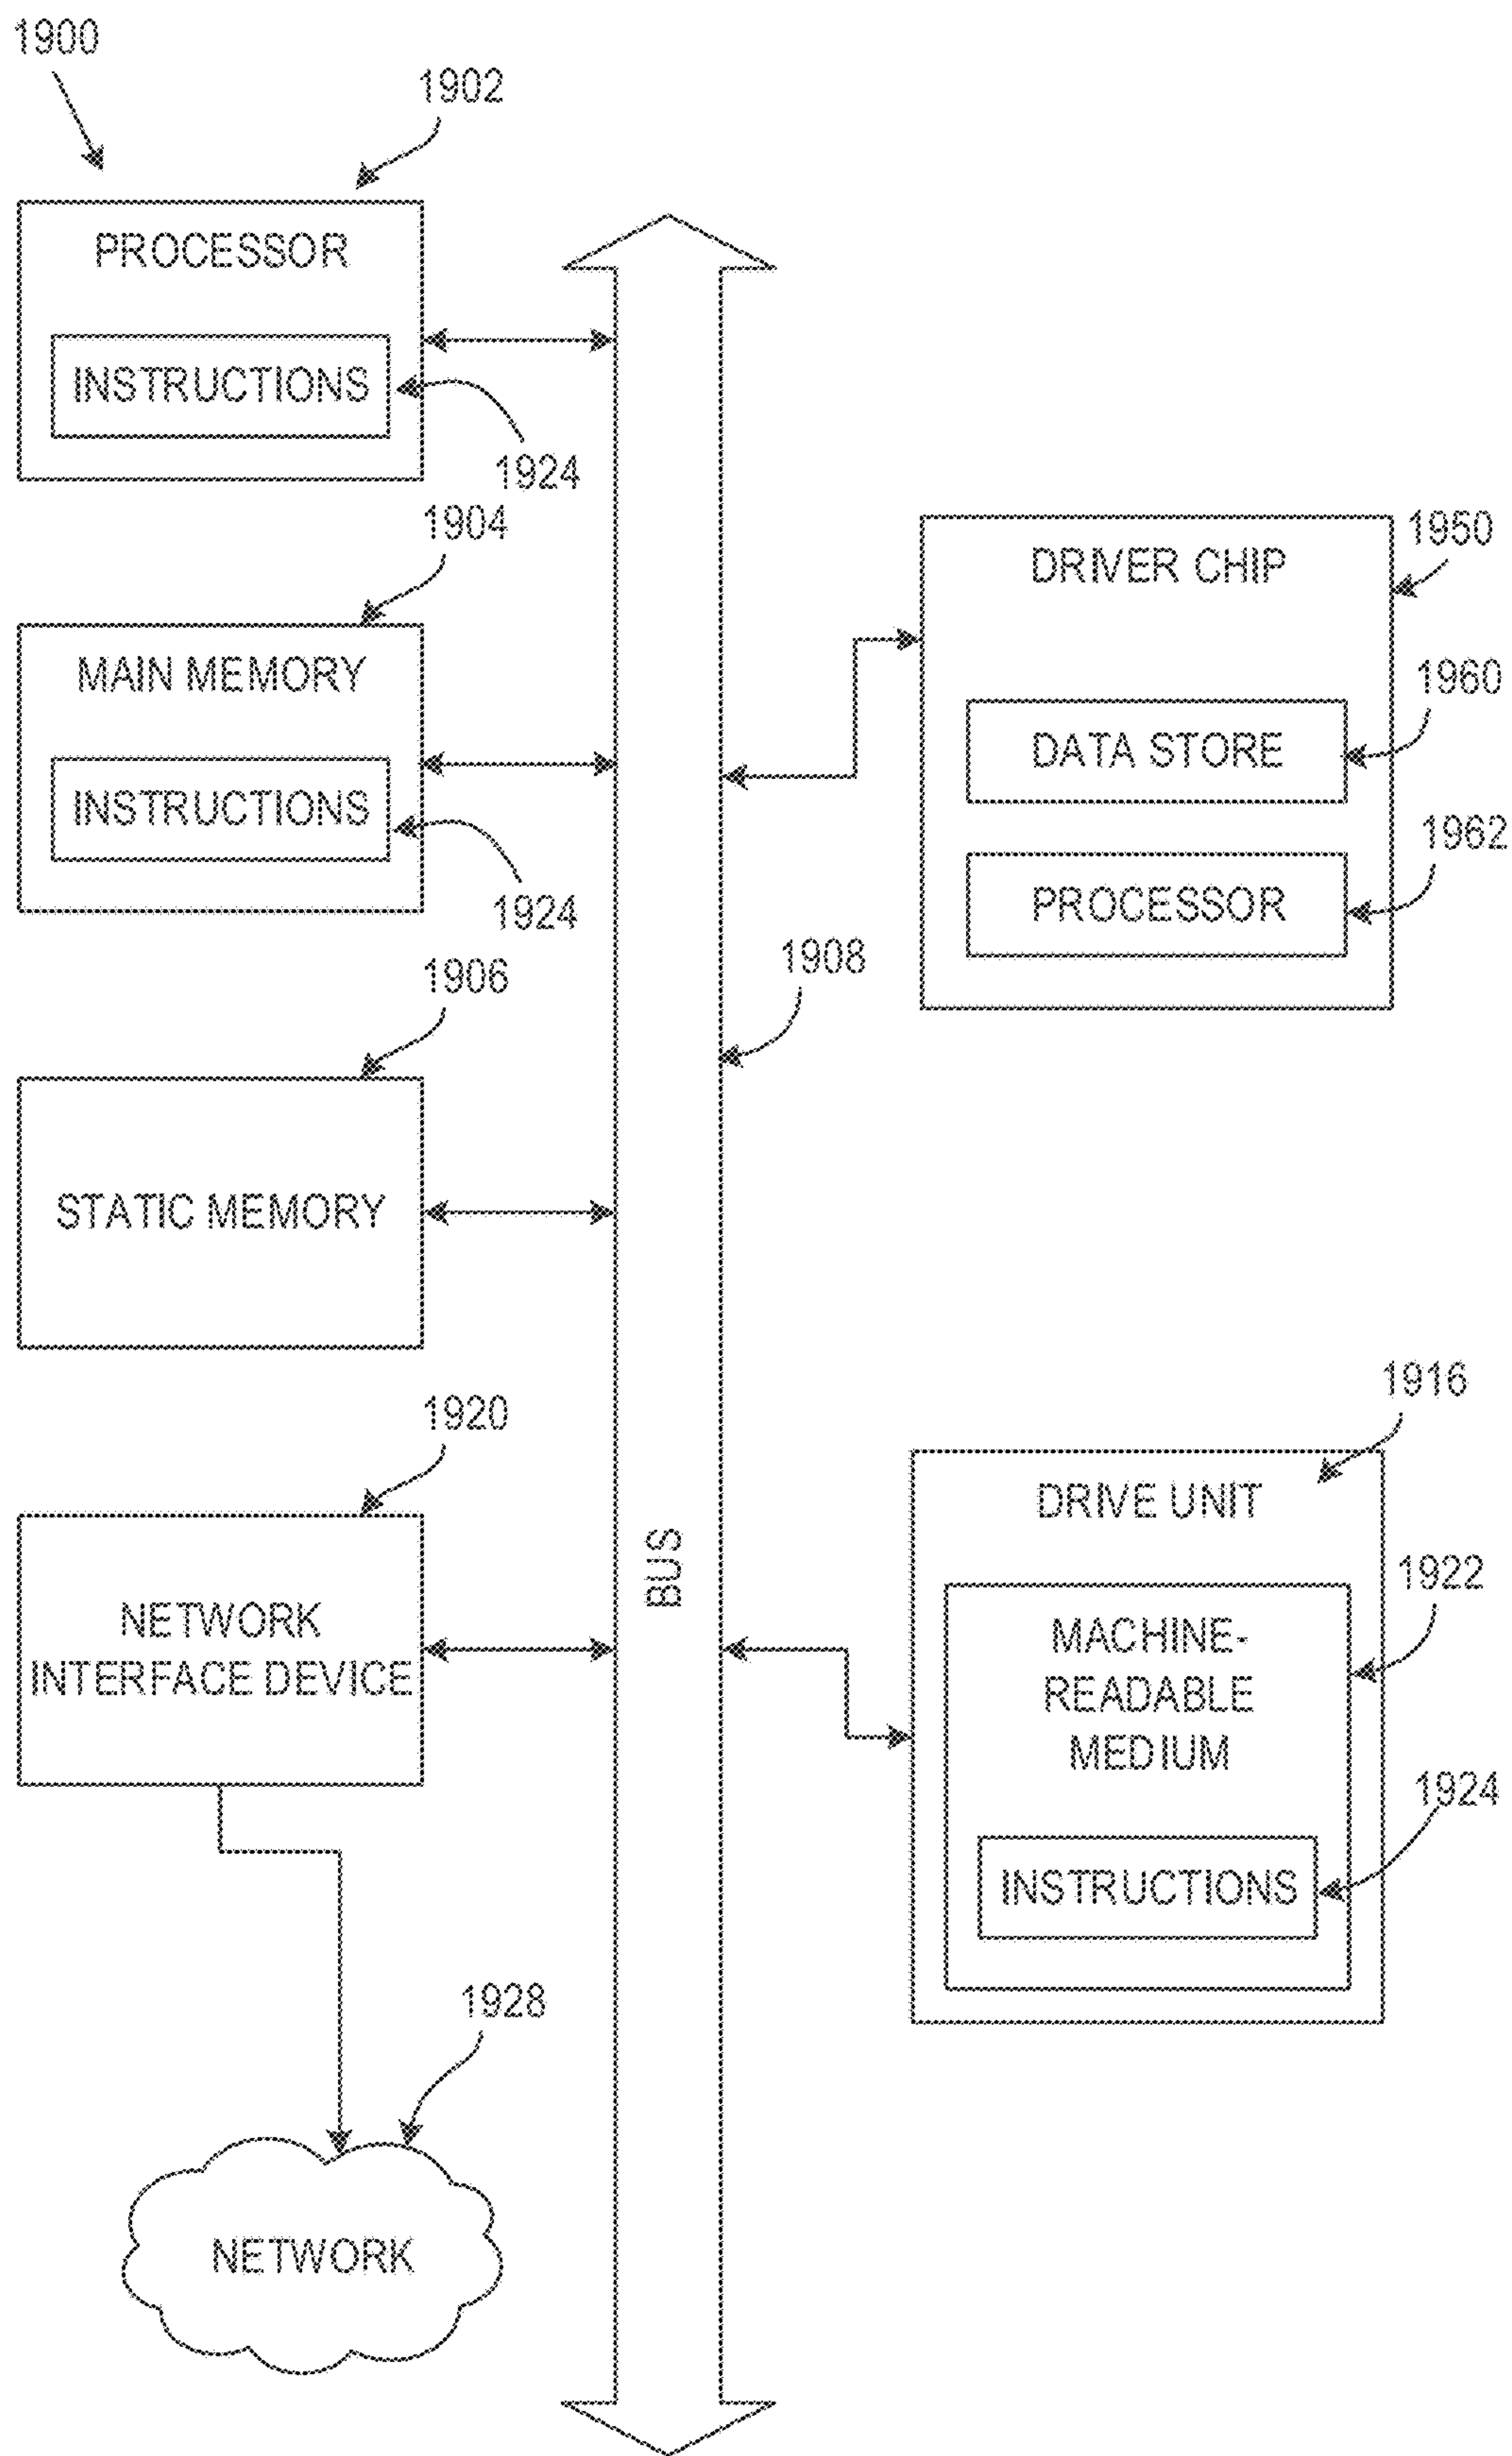 1900
1902
PROCESSOR
INSTRUCTIONS
1924
1904
MAIN MEMORY
INSTRUCTIONS
1924
1906
STATIC MEMORY
1920
NETWORK
INTERFACE DEVICE
1928
NETWORK
BUS
1908
1950
DRIVER CHIP
1960
DATA STORE
1962
PROCESSOR
1916
DRIVE UNIT
1922
MACHINE-
READABLE
MEDIUM
1924
INSTRUCTIONS